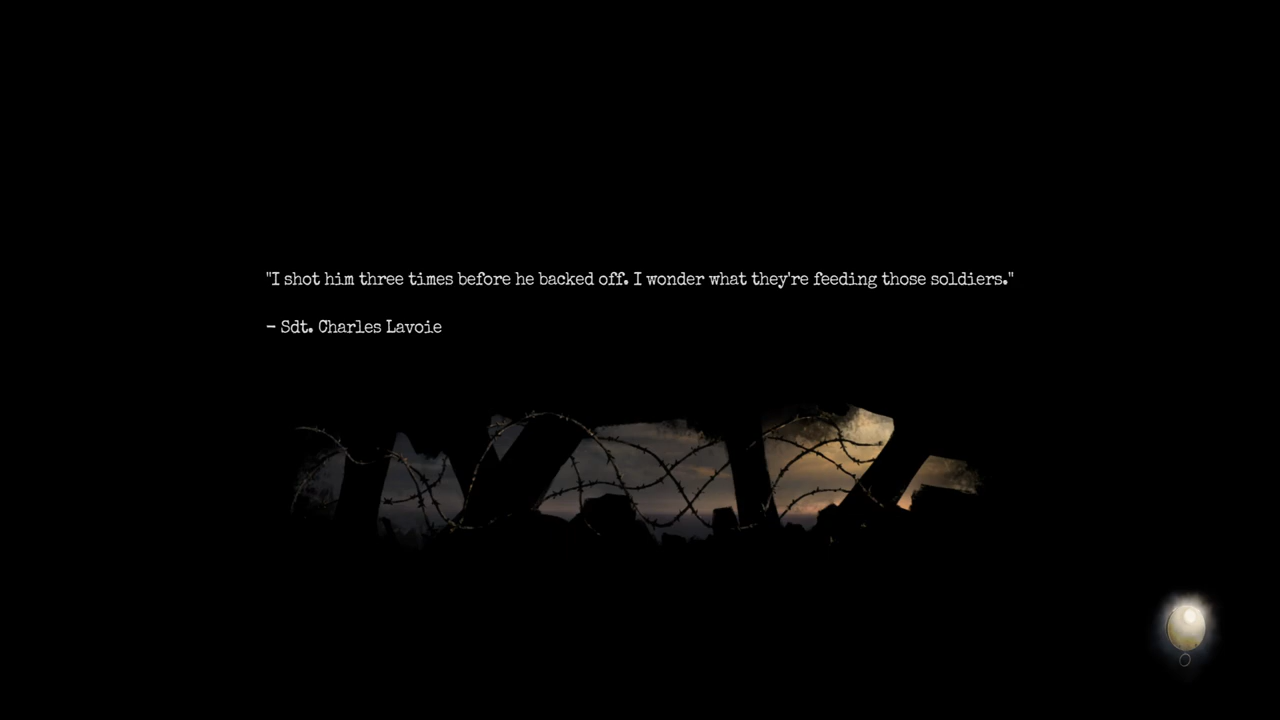 "I shot him three times before he backed off. I wonder what they're feeding those soldiers."
- Sdt. Charles Lavoie